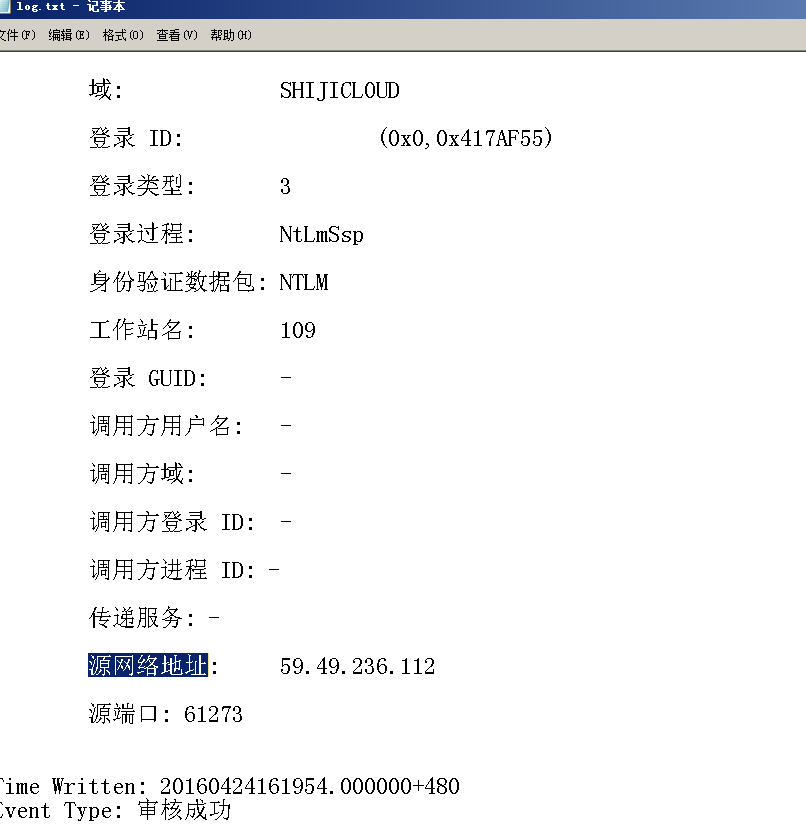 log.txt - 记事本
文件(F) 编辑(E) 格式(O) 查看(V) 帮助(H)
域: SHIJICLOUD
登录 ID: (0x0,0x417AF55)
登录类型: 3
登录过程: NtLmSsp
身份验证数据包: NTLM
工作站名: 109
登录 GUID: -
调用方用户名: -
调用方域: -
调用方登录 ID: -
调用方进程 ID: -
传递服务: -
源网络地址: 59.49.236.112
源端口: 61273
Time Written: 20160424161954.000000+480
Event Type: 审核成功